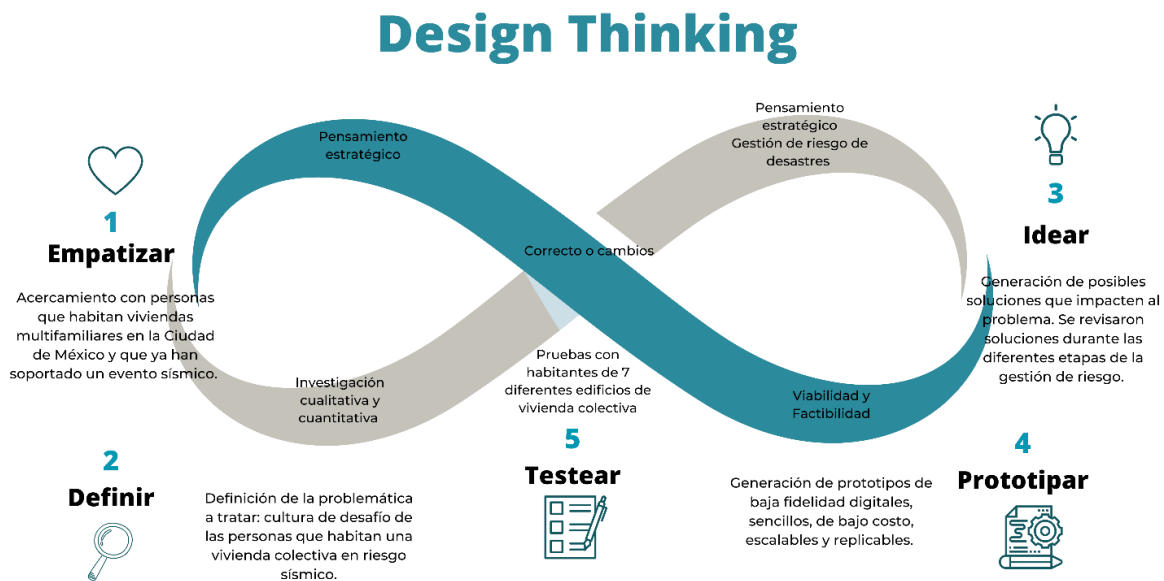 Design Thinking
Pensamiento
estratégico
Pensamiento
estratégico
Gestión de riesgo de
desastres
1
Empatizar
Acercamiento con personas
que habitan viviendas
multifamiliares en la Ciudad
de México y que ya han
soportado un evento sísmico.
Correcto o cambios
3
Idear
Generación de posibles
soluciones que impacten al
problema. Se revisaron
soluciones durante las
diferentes etapas de la
gestión de riesgo.
Investigación
cualitativa y
cuantitativa
Pruebas con
habitantes de 7
diferentes edificios de
vivienda colectiva
Viabilidad y
Factibilidad
2
Definir
Definición de la problemática
a tratar: cultura de desafío de
las personas que habitan una
vivienda colectiva en riesgo
sísmico.
5
Testear
4
Prototipar
Generación de prototipos de
baja fidelidad digitales,
sencillos, de bajo costo,
escalables y replicables.